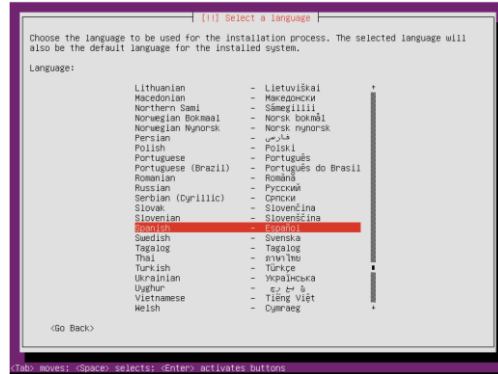 [!!] Select a language
Choose the language to be used for the installation process. The selected language will
also be the default language for the installed system.
Language:
Lithuanian - Lietuviškai
Macedonian - Македонски
Northern Sami - Sámegillii
Norwegian Bokmaal - Norsk bokmål
Norwegian Nynorsk - Norsk nynorsk
Persian - فارسی
Polish - Polski
Portuguese - Português
Portuguese (Brazil) - Português do Brasil
Romanian - Română
Russian - Русский
Serbian (Cyrillic) - Српски
Slovak - Slovenčina
Slovenian - Slovenščina
Spanish - Español
Swedish - Svenska
Tagalog - Tagalog
Thai - ภาษาไทย
Turkish - Türkçe
Ukrainian - Українська
Uyghur -
Vietnamese - Tiếng Việt
Welsh - Cymraeg
<Go Back>
<Tab> moves; <Space> selects; <Enter> activates buttons